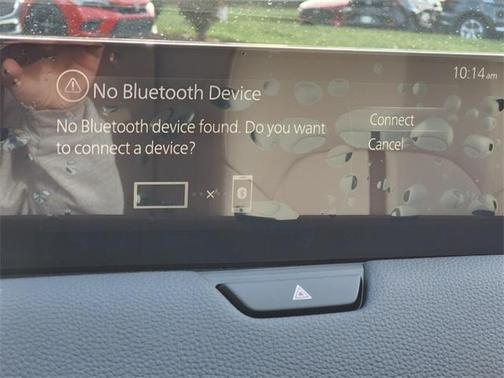 10:14am
No Bluetooth Device
No Bluetooth device found. Do you want
to connect a device?
Connect
Cancel